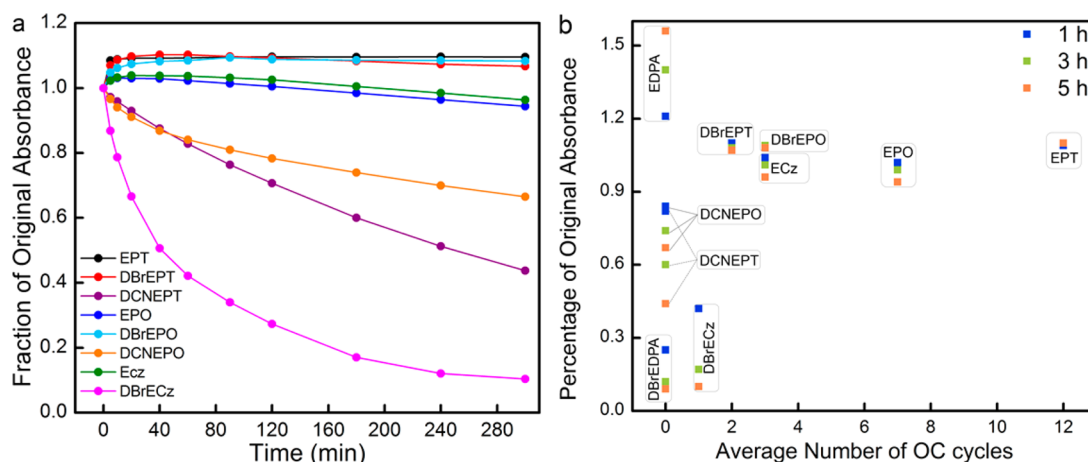 a
Fraction of Original Absorbance
1.2
1.0
0.8
0.6
0.4
0.2
0.0
EPT
DBrEPT
DCNEPT
EPO
DBrEPO
DCNEPO
Ecz
DBrECz
0 40 80 120 160 200 240 280
Time (min)
b
Percentage of Original Absorbance
1.5
1.2
0.9
0.6
0.3
0.0
1 h
3 h
5 h
EDPA
DBrEPT
DBrEPO
ECz
EPO
EPT
DCNEPO
DCNEPT
DBrEDPA
DBrECz
0 2 4 6 8 10 12
Average Number of OC cycles